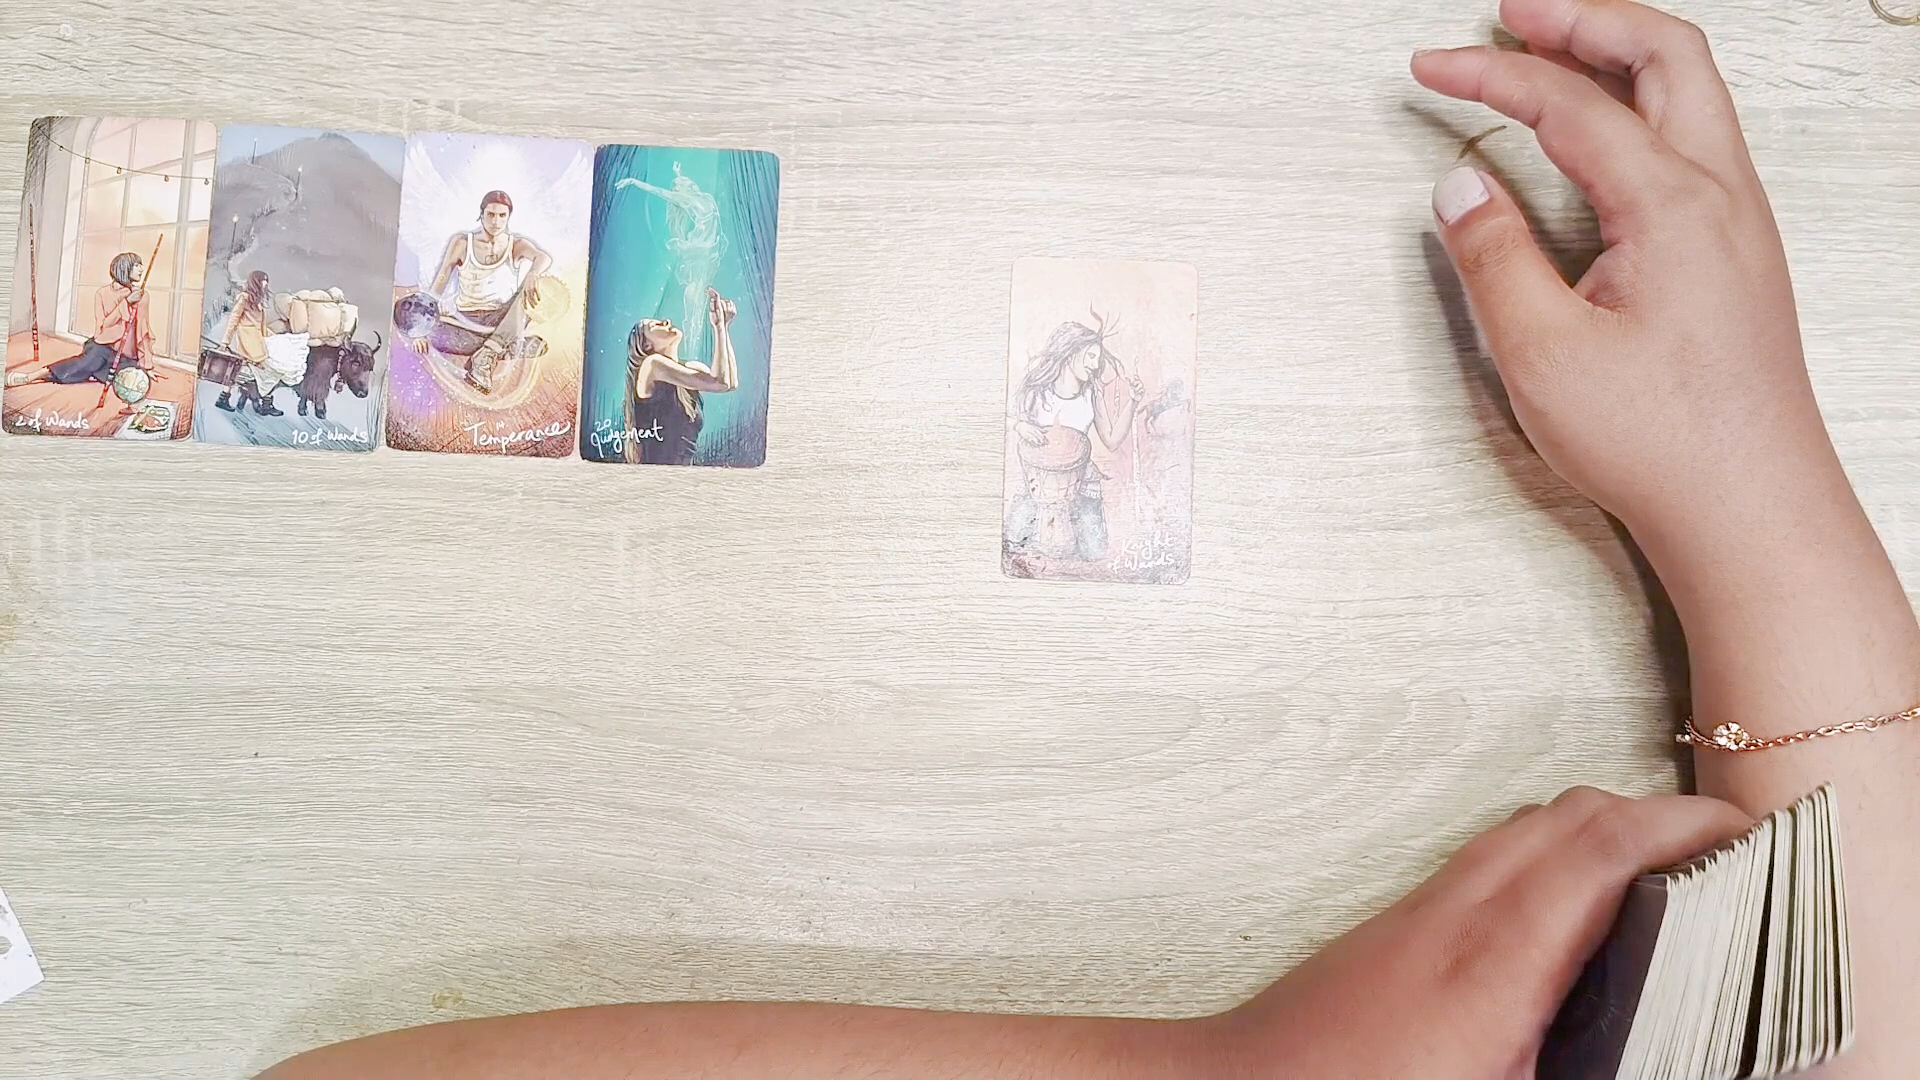 2 of Wands
10 of Wands
14
Temperance
20
Judgement
Knight
of Wands